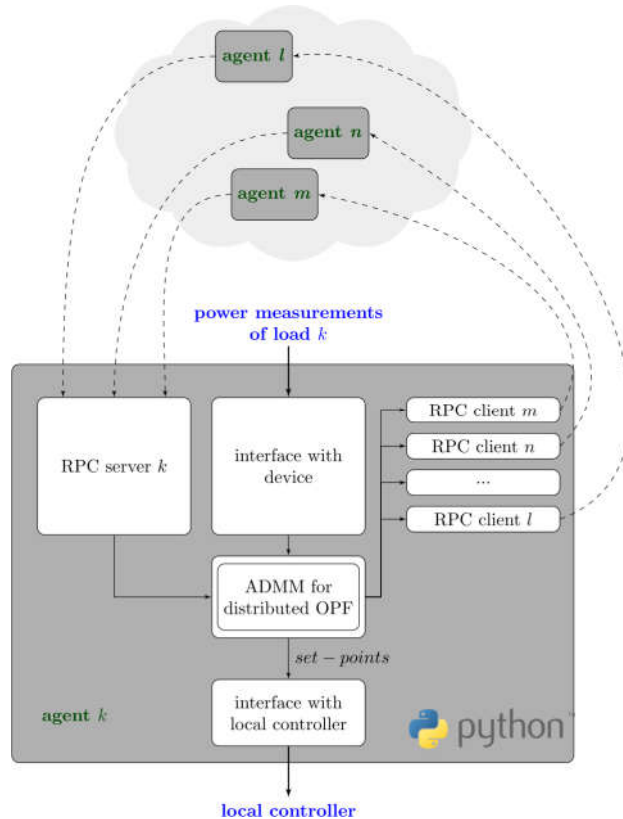 agent l
agent n
agent m
power measurements
of load k
RPC server k
interface with
device
RPC client m
RPC client n
...
RPC client l
ADMM for
distributed OPF
set − points
interface with
local controller
agent k
python
local controller